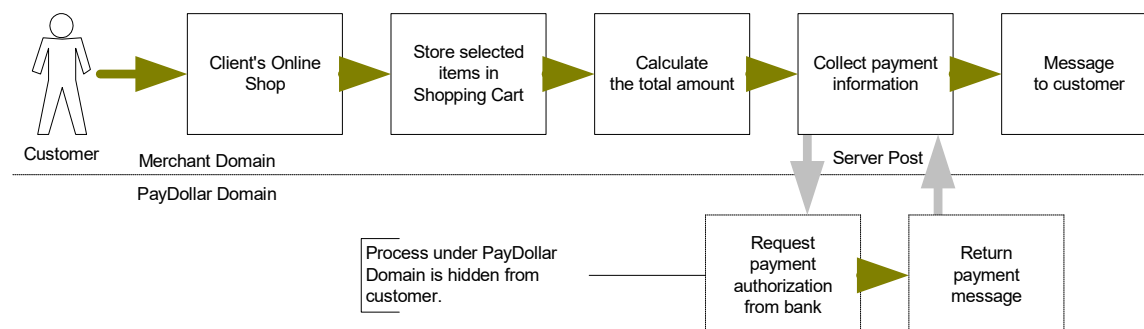 Client's Online
Shop
Store selected
items in
Shopping Cart
Calculate
the total amount
Collect payment
information
Message
to customer
Customer
Merchant Domain
Server Post
PayDollar Domain
Process under PayDollar
Domain is hidden from
customer.
Request
payment
authorization
from bank
Return
payment
message